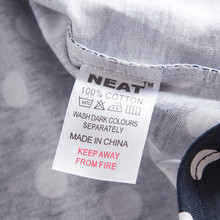 NEAT™
100% COTTON
WASH DARK COLOURS
SEPARATELY
MADE IN CHINA
KEEP AWAY
FROM FIRE